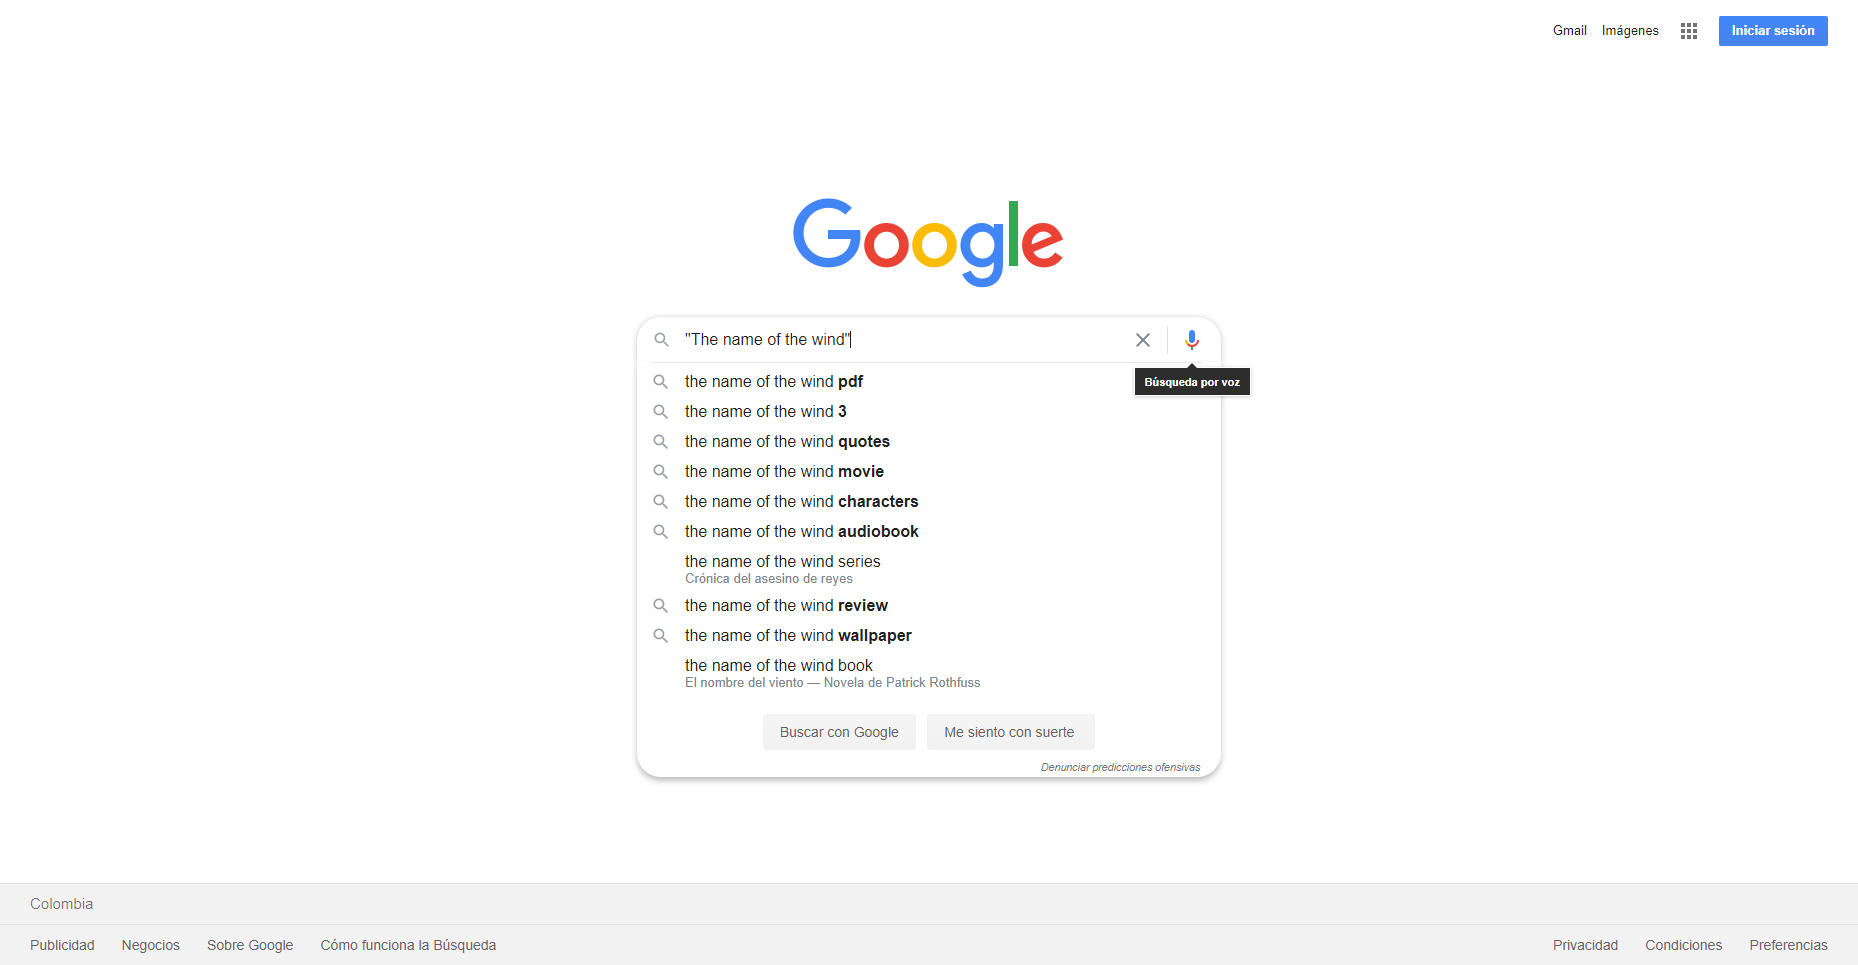 Gmail Imágenes Iniciar sesión
Google
"The name of the wind"
Búsqueda por voz
the name of the wind pdf
the name of the wind 3
the name of the wind quotes
the name of the wind movie
the name of the wind characters
the name of the wind audiobook
the name of the wind series
Crónica del asesino de reyes
the name of the wind review
the name of the wind wallpaper
the name of the wind book
El nombre del viento — Novela de Patrick Rothfuss
Buscar con Google Me siento con suerte
Denunciar predicciones ofensivas
Colombia
Publicidad Negocios Sobre Google Cómo funciona la Búsqueda Privacidad Condiciones Preferencias